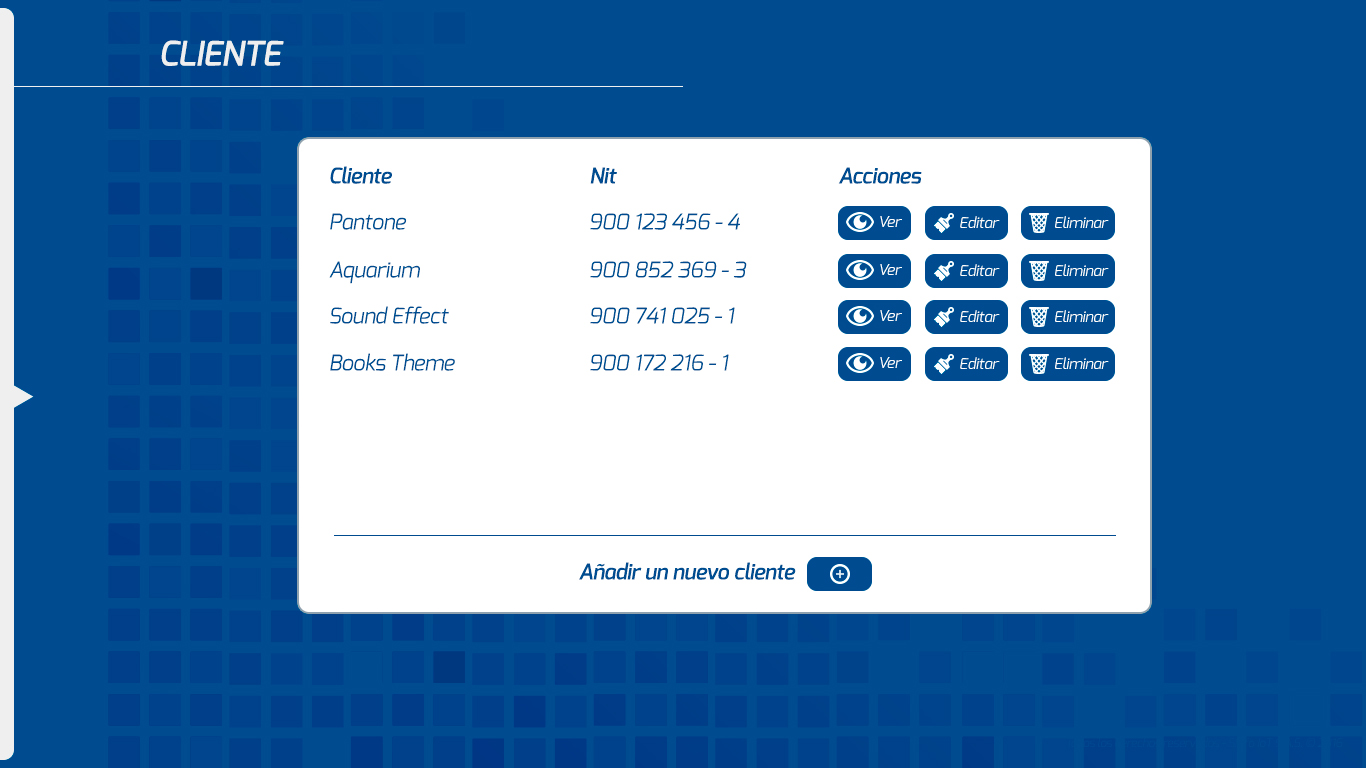 CLIENTE
Cliente Nit Acciones
Pantone 900 123 456 - 4 Ver Editar Eliminar
Aquarium 900 852 369 - 3 Ver Editar Eliminar
Sound Effect 900 741 025 - 1 Ver Editar Eliminar
Books Theme 900 172 216 - 1 Ver Editar Eliminar
Añadir un nuevo cliente